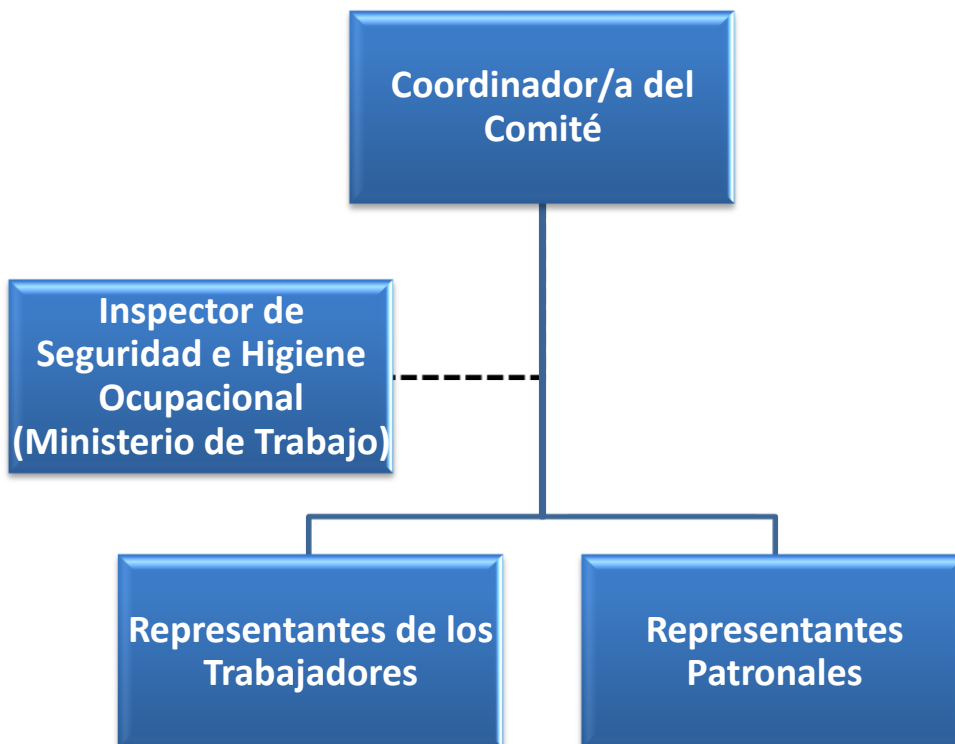 Coordinador/a del
Comité
Inspector de
Seguridad e Higiene
Ocupacional
(Ministerio de Trabajo)
Representantes de los
Trabajadores
Representantes
Patronales